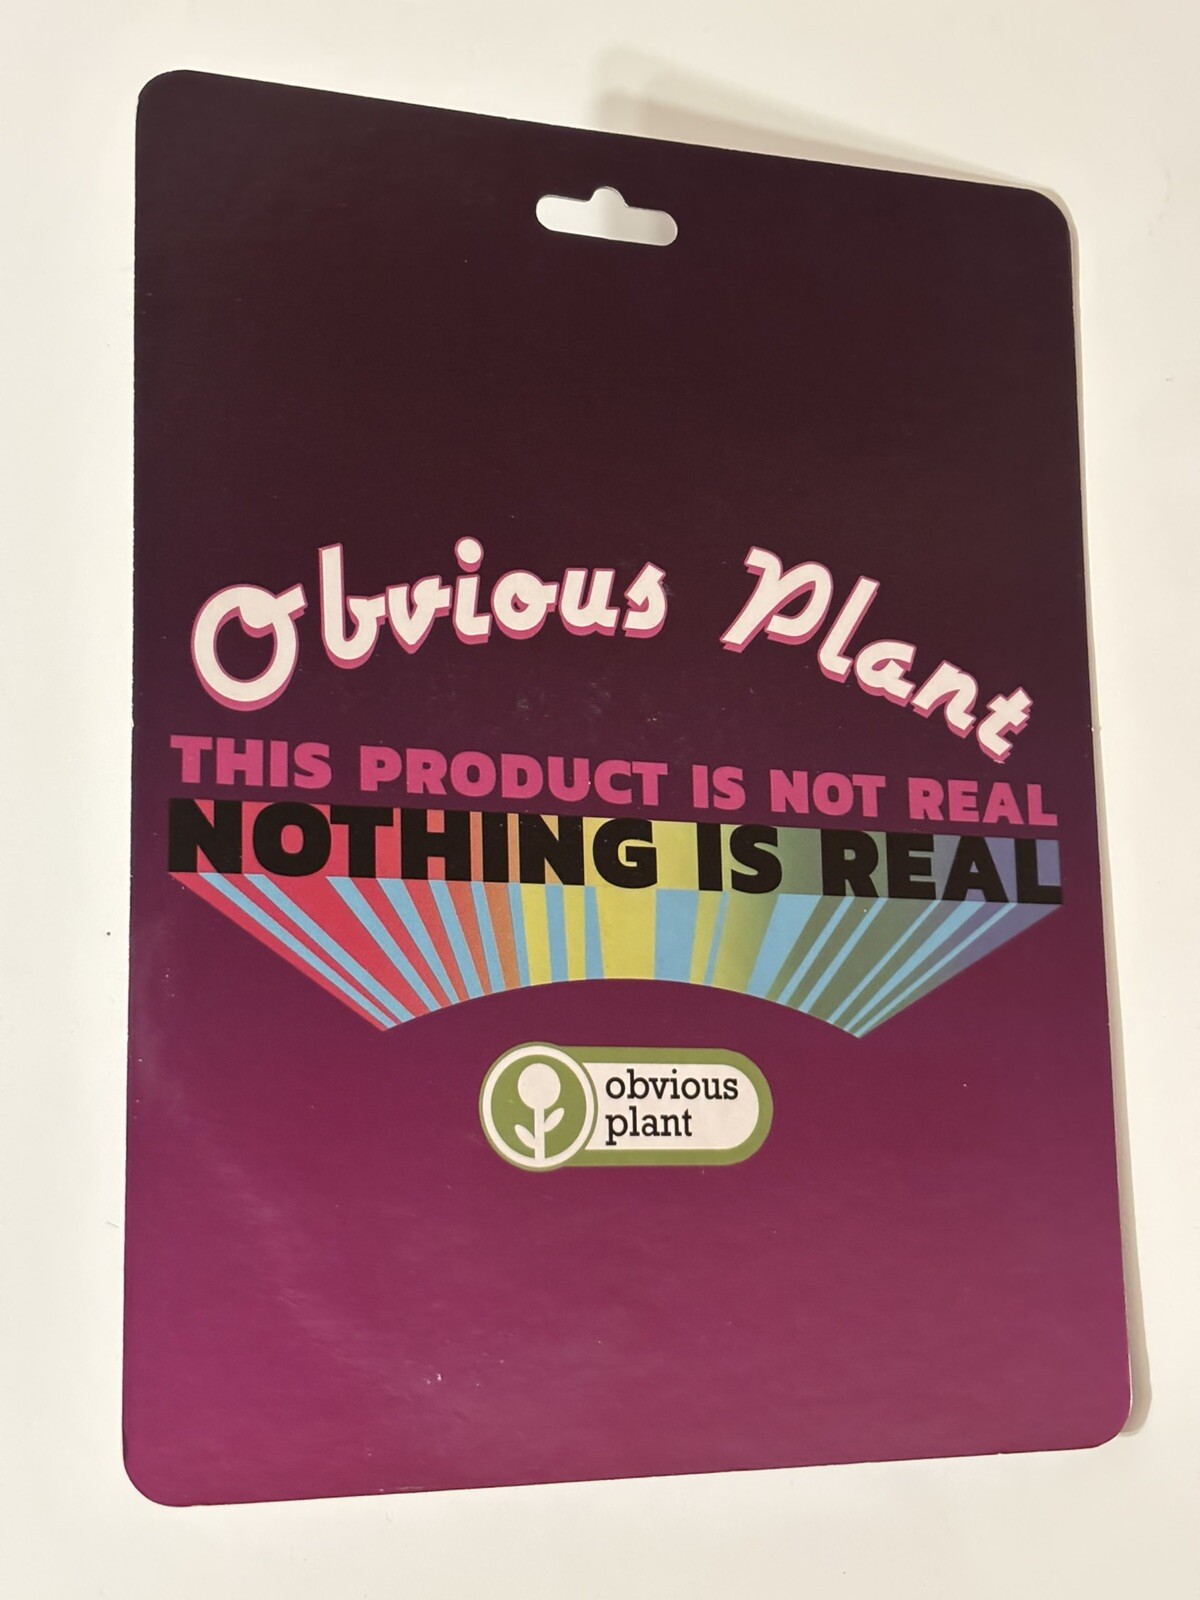 Obvious Plant
THIS PRODUCT IS NOT REAL
NOTHING IS REAL
obvious
plant